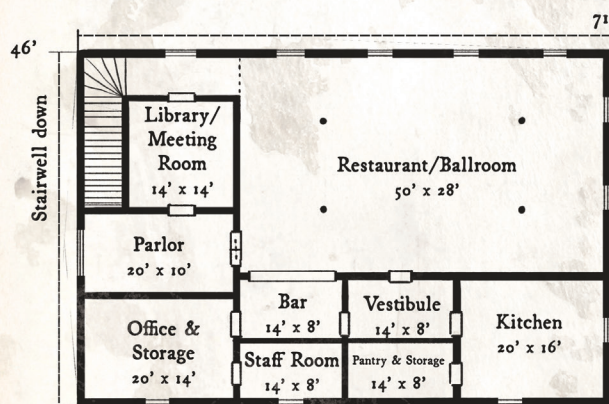 71
46'
Stairwell down
Library/
Meeting
Room
14' x 14'
Restaurant/Ballroom
50' x 28'
Parlor
20' x 10'
Bar
14' x 8'
Vestibule
14' x 8'
Kitchen
20' x 16'
Office &
Storage
20' x 14'
Staff Room
14' x 8'
Pantry & Storage
14' x 8'